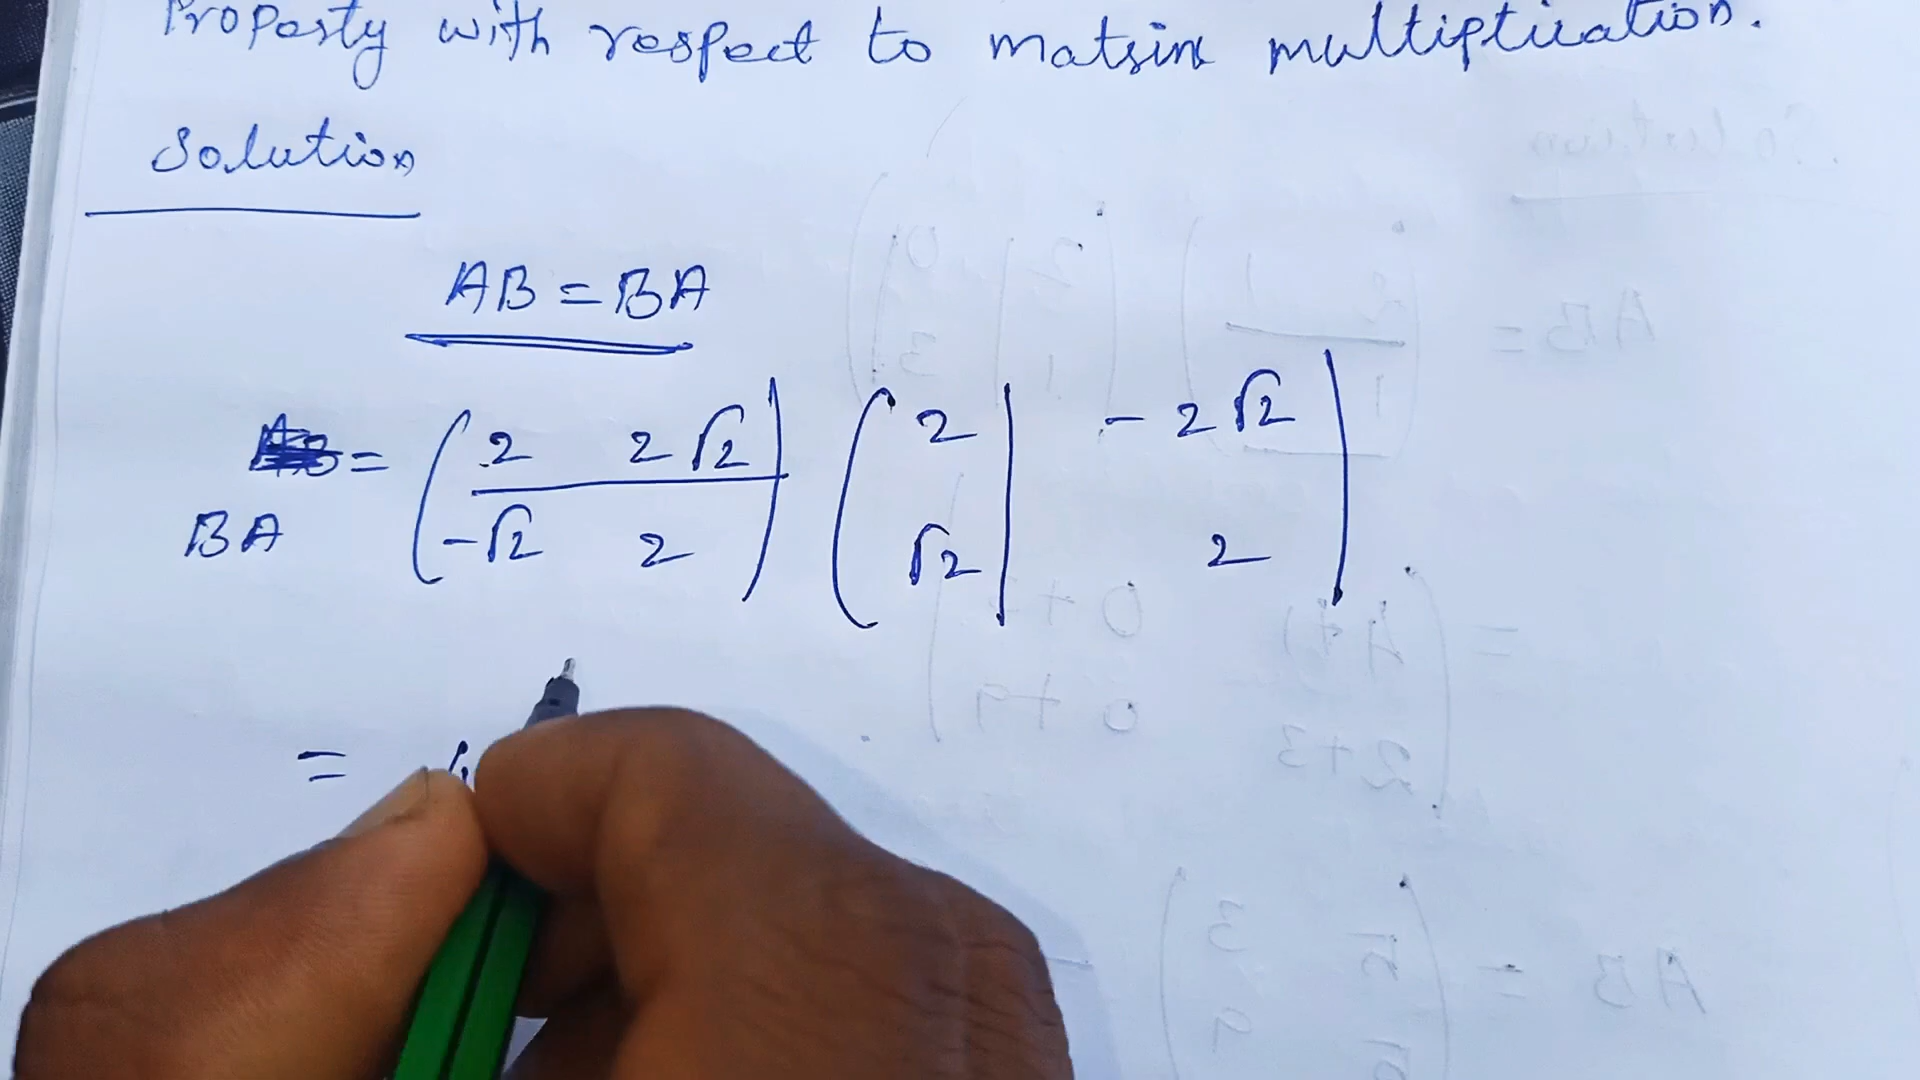 Property with respect to matrix multiplication.
Solution
AB = BA
= ( 2 2√2 ) ( 2 - 2√2 )
BA -√2 2 √2 2
= 4